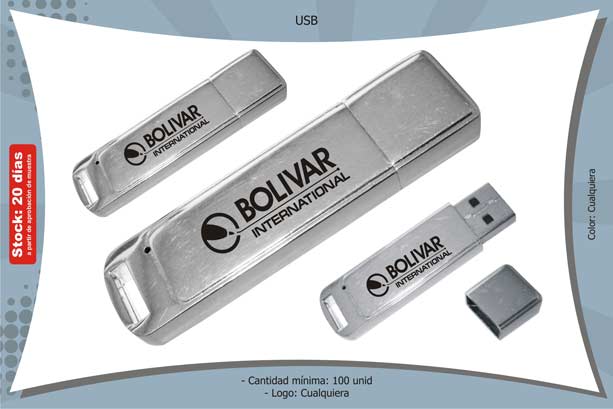 USB
BOLIVAR
INTERNATIONAL
BOLIVAR
INTERNATIONAL
BOLIVAR
INTERNATIONAL
Stock: 20 días
a partir de aprobación de muestra
Color: Cualquiera
- Cantidad mínima: 100 unid
- Logo: Cualquiera